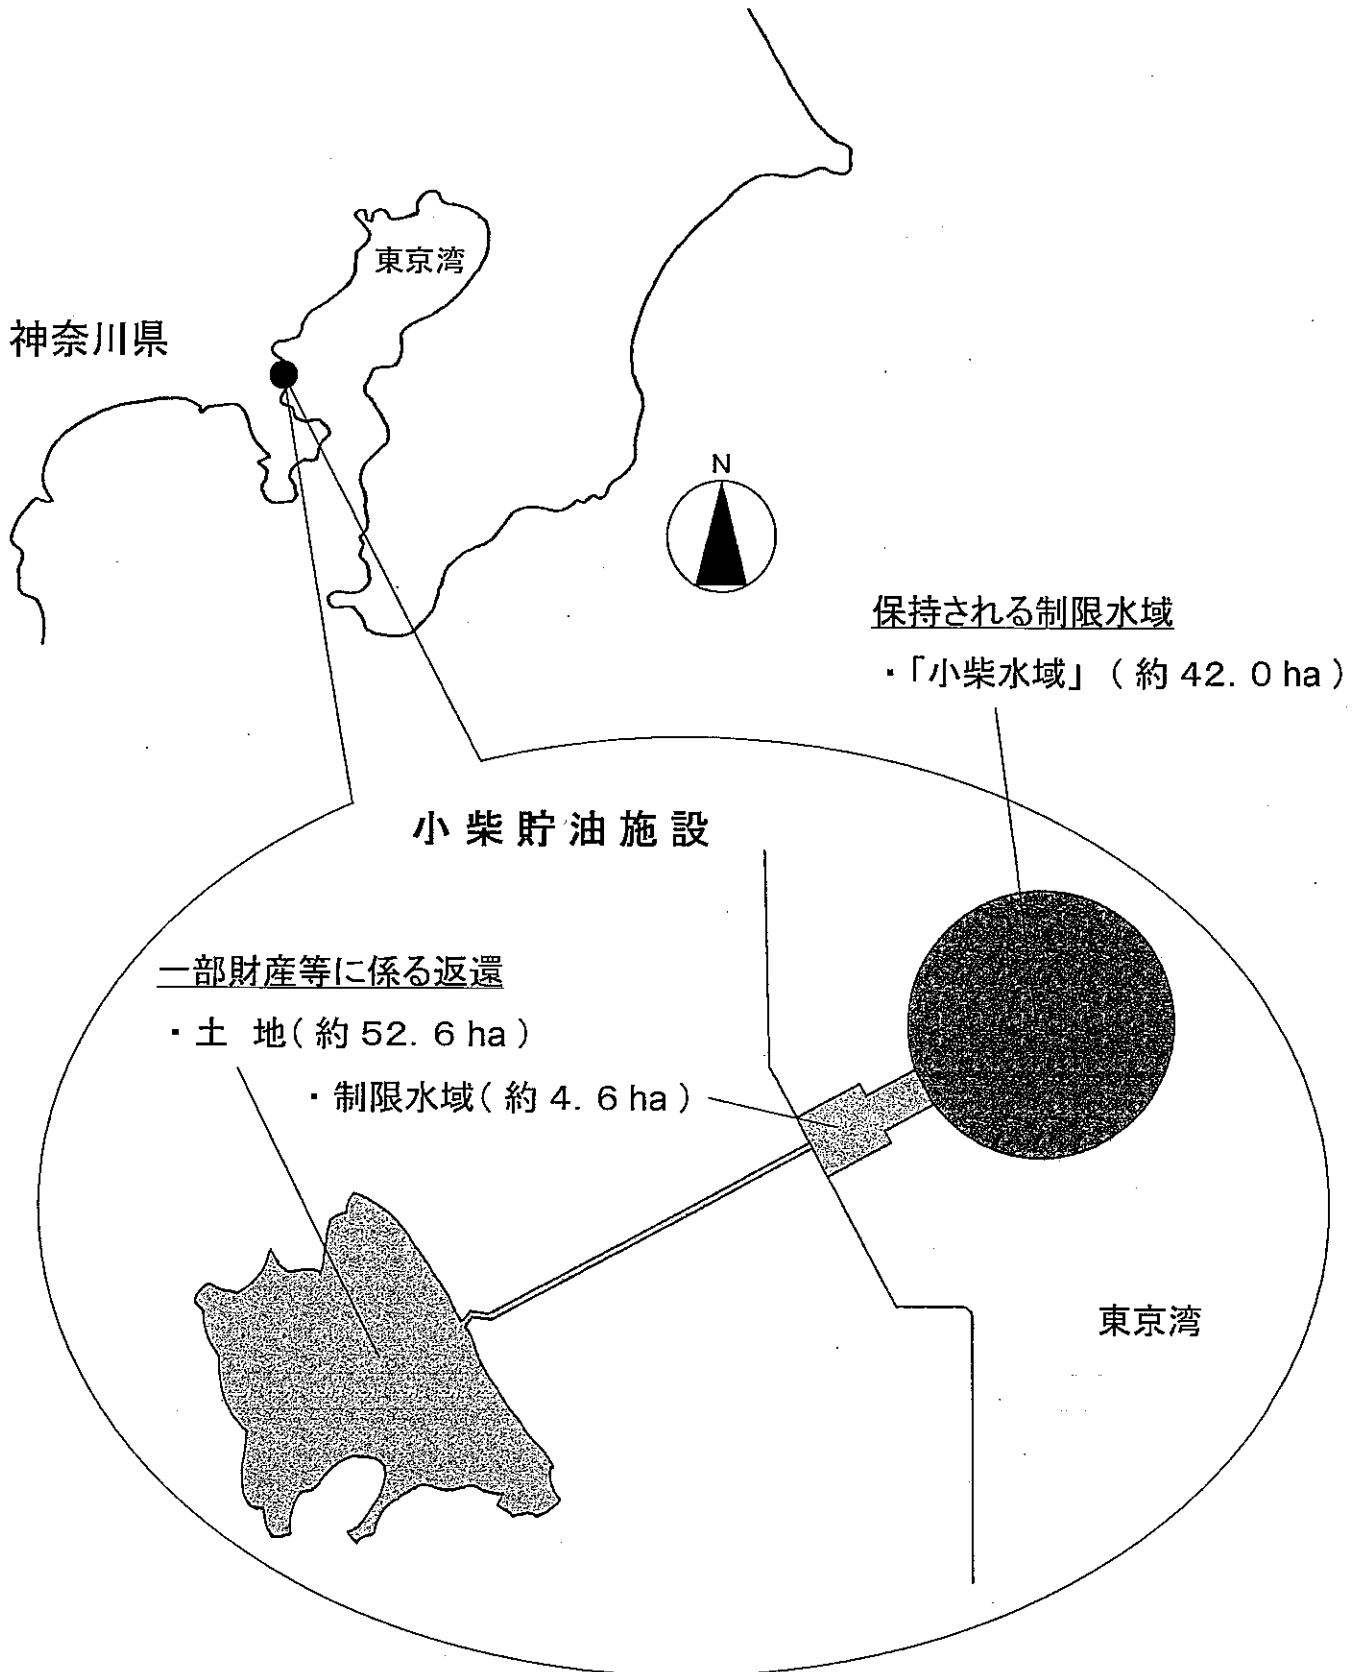 東京湾
神奈川県
N
保持される制限水域
・「小柴水域」（約 42．0 ha）
小柴貯油施設
一部財産等に係る返還
・土　地（約 52．6 ha）
・制限水域（約 4．6 ha）
東京湾